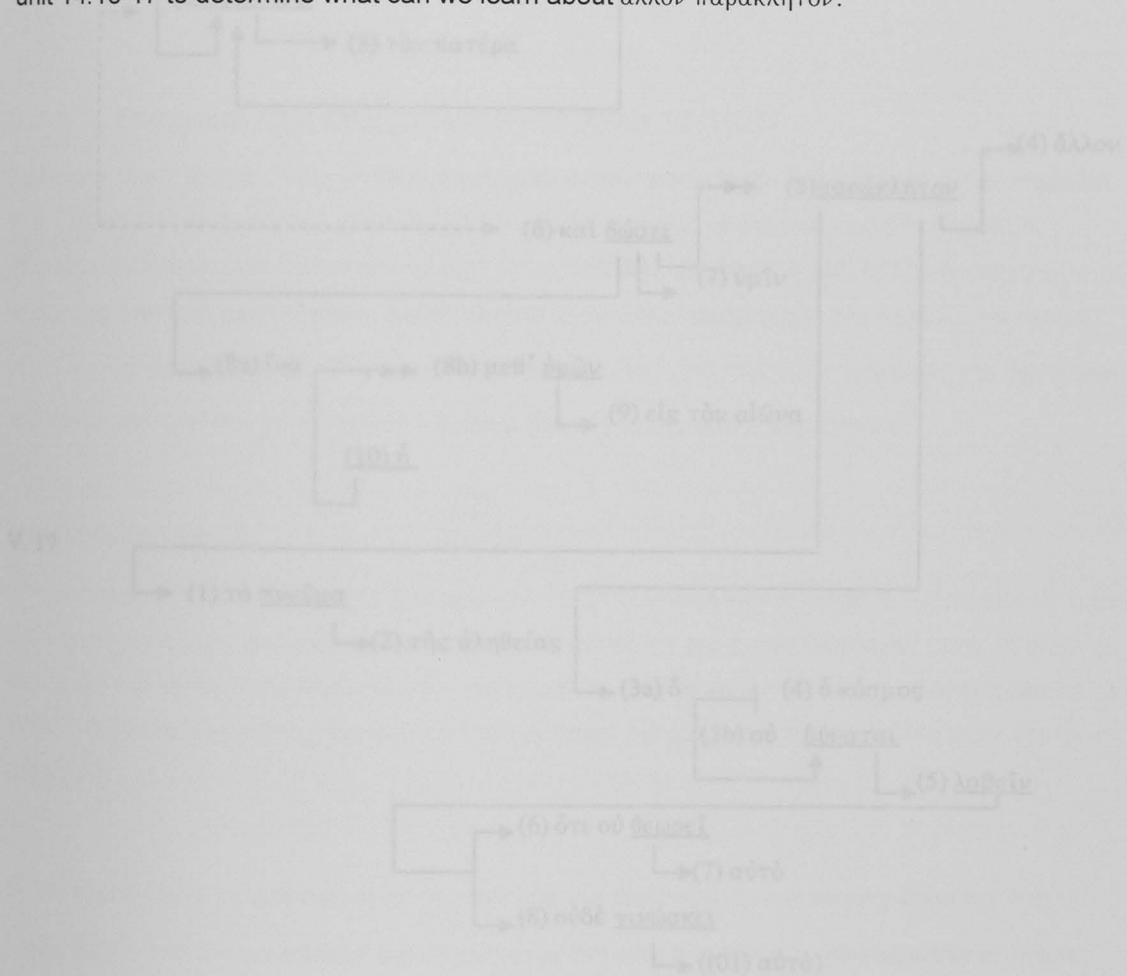 unit 14:16-17 to determine what can we learn about ἄλλον παράκλητον.
(3) τὸν πατέρα
(4) ἄλλον
(3) παράκλητον
(6) καὶ δώσει
(7) ὑμῖν
(8a) ἵνα (8b) μεθ’ ὑμῶν
(9) εἰς τὸν αἰῶνα
(10) ᾖ
V. 17
(1) τὸ πνεῦμα
(2) τῆς ἀληθείας
(3a) ὃ (4) ὁ κόσμος
(3b) οὐ δύναται
(5) λαβεῖν
(6) ὅτι οὐ θεωρεῖ
(7) αὐτὸ
(8) οὐδὲ γινώσκει
αὐτό)